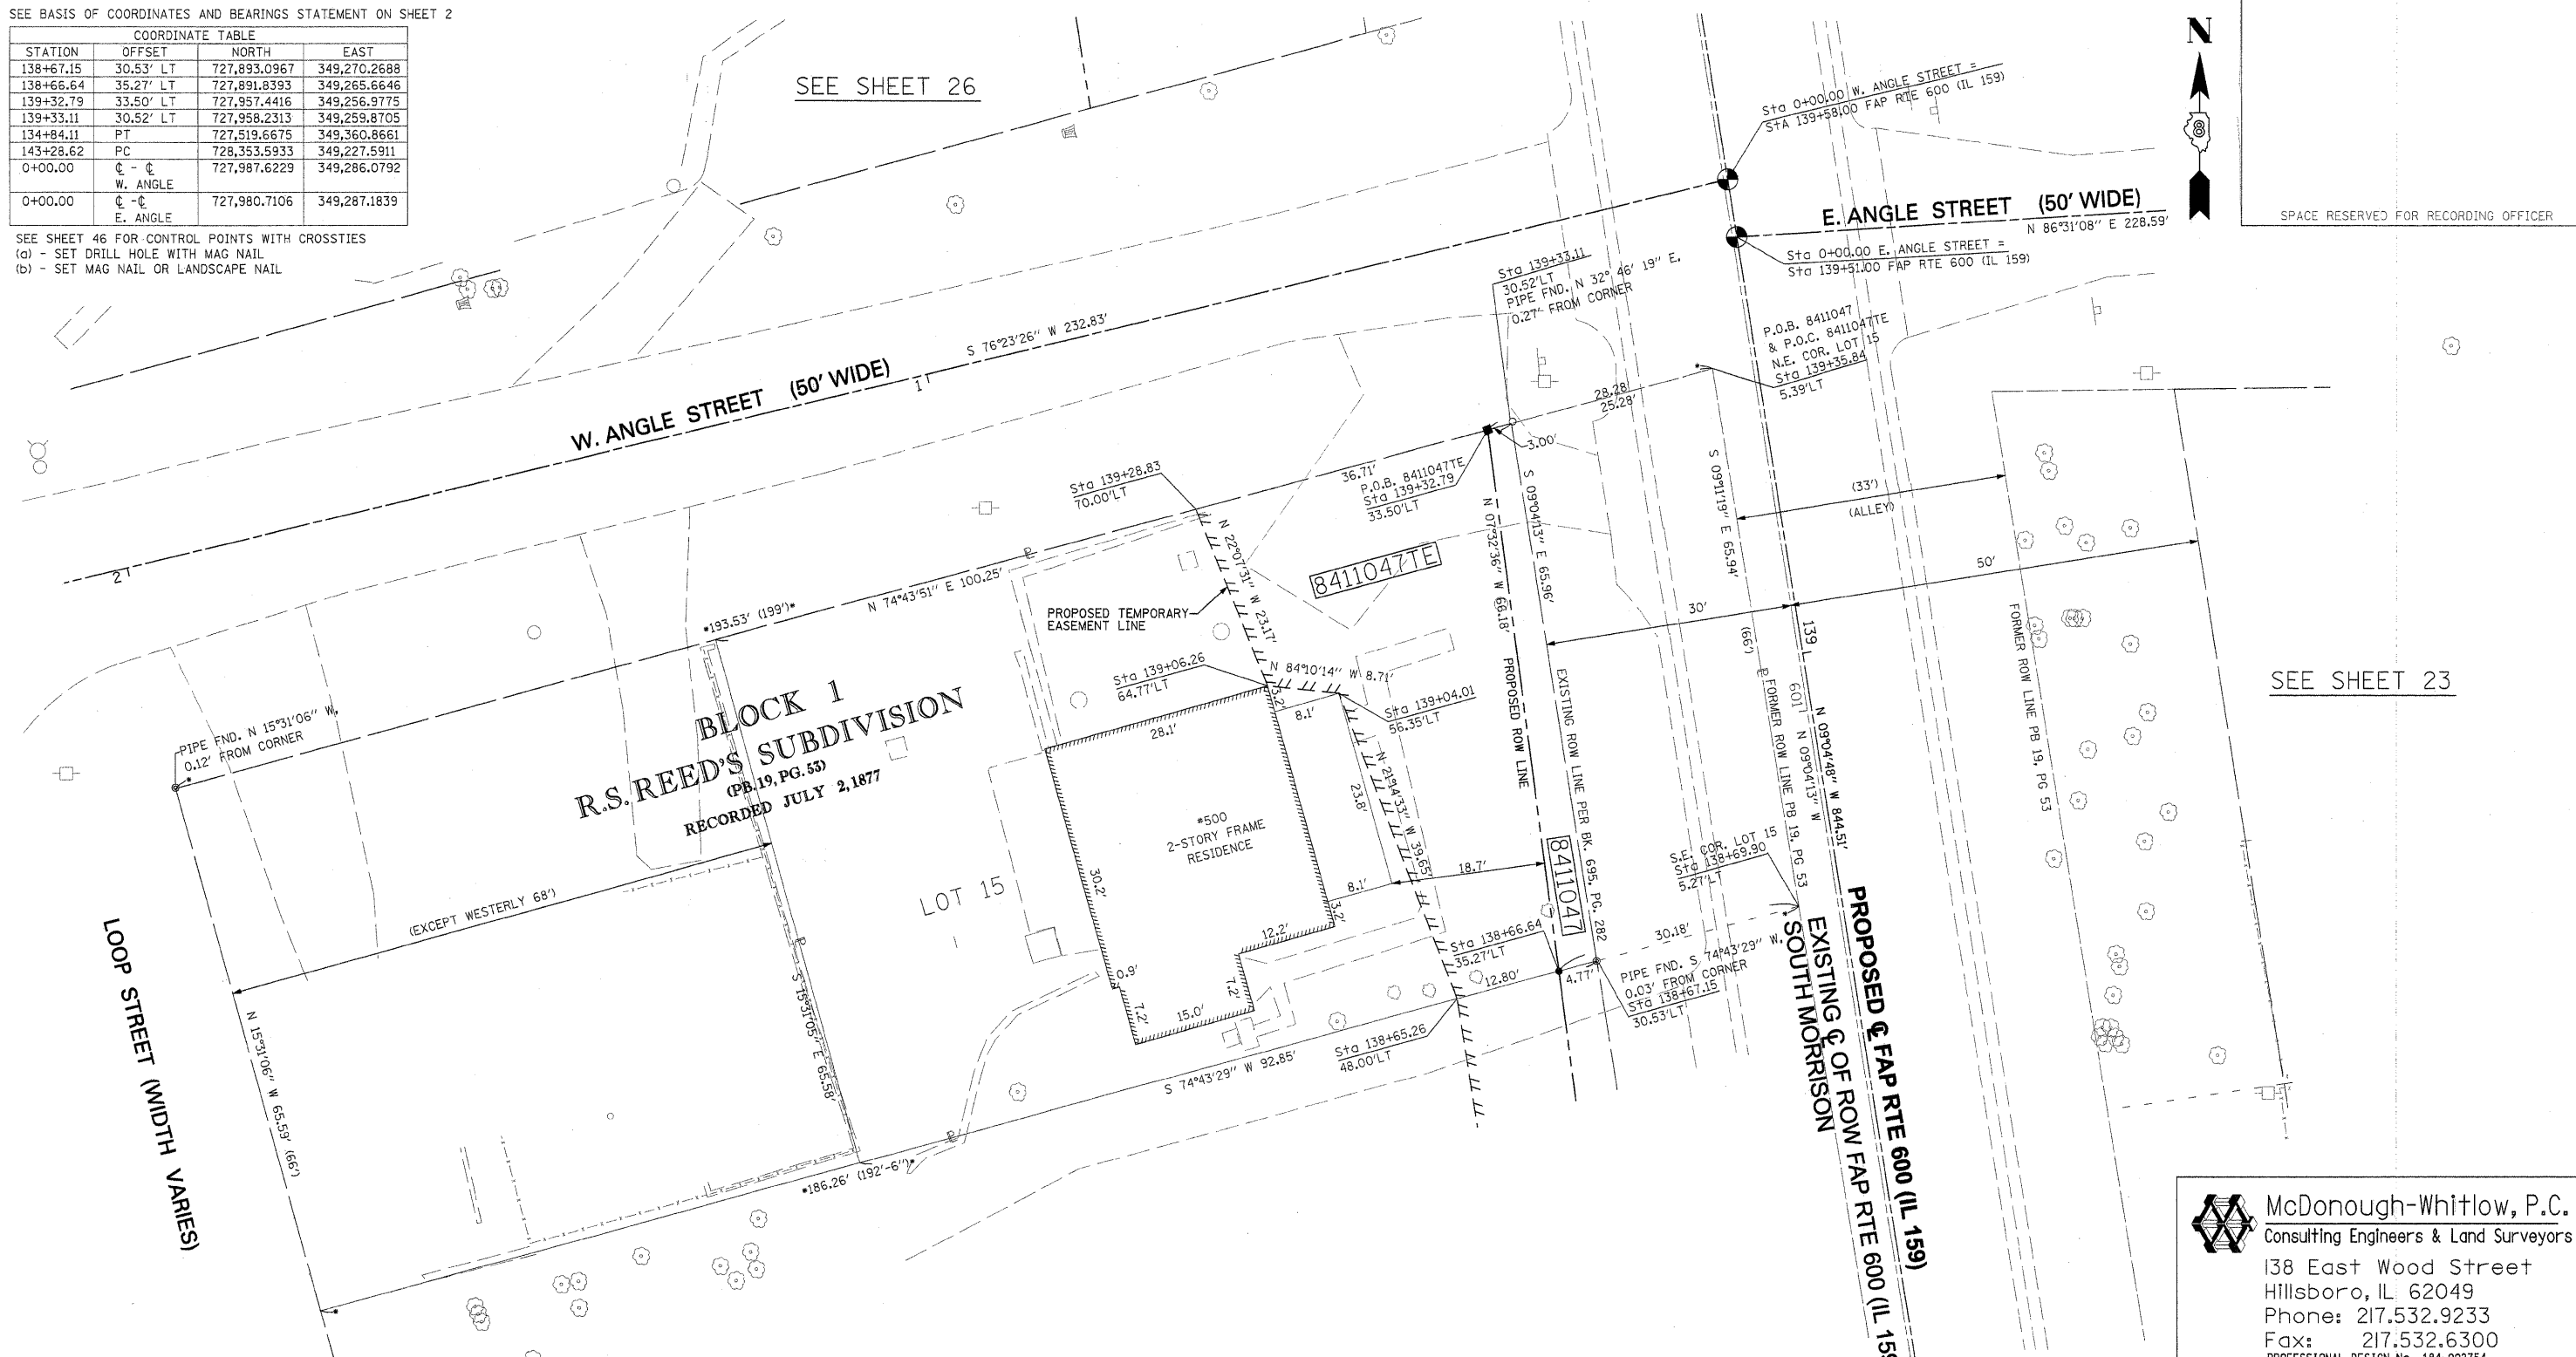 SEE BASIS OF COORDINATES AND BEARINGS STATEMENT ON SHEET 2
COORDINATE TABLE
STATION OFFSET NORTH EAST
138+67.15 30.53' LT 727,893.0967 349,270.2688
138+66.64 35.27' LT 727,891.8393 349,265.6646
139+32.79 33.50' LT 727,957.4416 349,256.9775
139+33.11 30.52' LT 727,958.2313 349,259.8705
134+84.11 PT 727,519.6675 349,360.8661
143+28.62 PC 728,353.5933 349,227.5911
0+00.00 ℄ - ℄ 727,987.6229 349,286.0792
W. ANGLE
0+00.00 ℄ -℄ 727,980.7106 349,287.1839
E. ANGLE
SEE SHEET 46 FOR CONTROL POINTS WITH CROSSTIES
(a) - SET DRILL HOLE WITH MAG NAIL
(b) - SET MAG NAIL OR LANDSCAPE NAIL
SEE SHEET 26
N
8
SPACE RESERVED FOR RECORDING OFFICER
Sta 0+00.00 W. ANGLE STREET =
StA 139+58.00 FAP RTE 600 (IL 159)
E. ANGLE STREET (50' WIDE)
N 86°31'08" E 228.59'
Sta 0+00.00 E. ANGLE STREET =
Sta 139+51.00 FAP RTE 600 (IL 159)
Sta 139+33.11
30.52'LT
PIPE FND. N 32° 46' 19" E,
0.27' FROM CORNER
P.O.B. 8411047
& P.O.C. 8411047TE
N.E. COR. LOT 15
Sta 139+35.84
5.39'LT
S 76°23'26" W 232.83'
W. ANGLE STREET (50' WIDE)
1
2
28.28'
25.28'
3.00'
36.71'
P.O.B. 8411047TE
Sta 139+32.79
33.50'LT
Sta 139+28.83
70.00'LT
(33')
(ALLEY)
50'
30'
(66')
S 09°11'19" E 65.94'
S 09°04'13" E 65.96'
N 07°32'36" W 66.18'
N 22°07'31" W 23.17'
8411047TE
N 74°43'51" E 100.25'
*193.53' (199')*
PROPOSED TEMPORARY
EASEMENT LINE
PROPOSED ROW LINE
EXISTING ROW LINE PER BK. 695, PG. 282
FORMER ROW LINE PB 19, PG 53
FORMER ROW LINE PB 19, PG 53
139
6017
N 09°04'48" W 844.51'
N 09°04'13" W
SEE SHEET 23
Sta 139+06.26
64.77'LT
N 84°10'14" W 8.71'
3.2'
8.1'
Sta 139+04.01
56.35'LT
PIPE FND. N 15°31'06" W,
0.12' FROM CORNER
BLOCK 1
R.S. REED'S SUBDIVISION
(PB. 19, PG. 53)
RECORDED JULY 2, 1877
28.1'
23.8'
N 21°14'33" W 39.65'
#500
2-STORY FRAME
RESIDENCE
30.2'
LOT 15
8.1'
18.7'
8411047
S.E. COR. LOT 15
Sta 138+69.90
5.27'LT
(EXCEPT WESTERLY 68')
12.2'
3.2'
0.9'
7.2'
7.2'
15.0'
Sta 138+66.64
35.27'LT
12.80'
4.77'
30.18'
PIPE FND. S 74°43'29" W,
0.03' FROM CORNER
Sta 138+67.15
30.53'LT
Sta 138+65.26
48.00'LT
S 74°43'29" W 92.85'
S 15°31'05" E 65.58'
LOOP STREET (WIDTH VARIES)
N 15°31'06" W 65.59' (66')
*186.26' (192'-6")*
PROPOSED ℄ FAP RTE 600 (IL 159)
EXISTING ℄ OF ROW FAP RTE 600 (IL 159
SOUTH MORRISON
McDonough-Whitlow, P.C.
Consulting Engineers & Land Surveyors
138 East Wood Street
Hillsboro, IL 62049
Phone: 217.532.9233
Fax: 217.532.6300